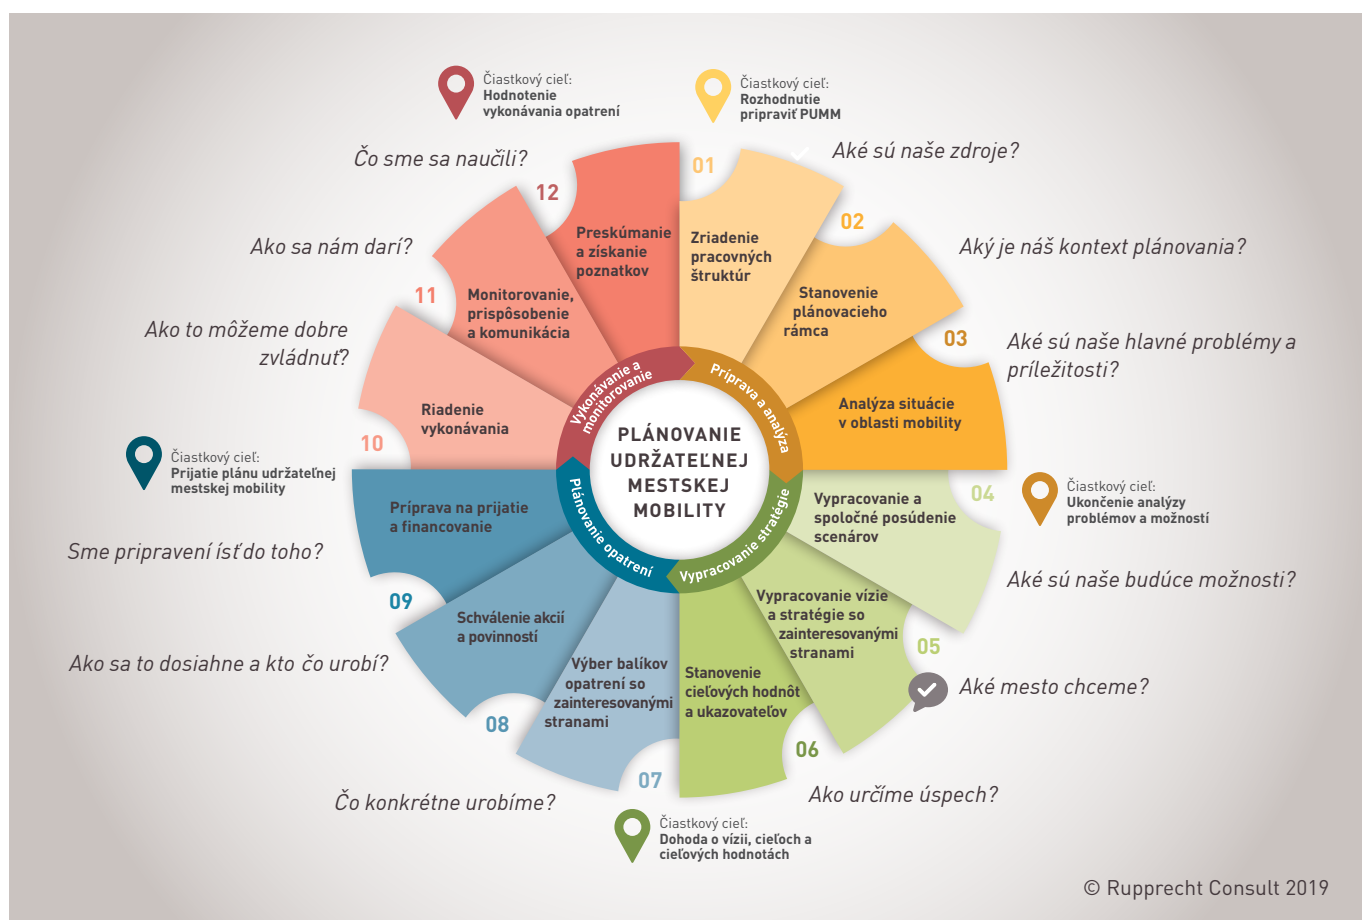 Čiastkový cieľ:
Hodnotenie
vykonávania opatrení
Čiastkový cieľ:
Rozhodnutie
pripraviť PUMM
Čo sme sa naučili?
Aké sú naše zdroje?
12
01
02
Preskúmanie
a získanie
poznatkov
Zriadenie
pracovných
štruktúr
Ako sa nám darí?
Aký je náš kontext plánovania?
11
Monitorovanie,
prispôsobenie
a komunikácia
Stanovenie
plánovacieho
rámca
03
Ako to môžeme dobre
zvládnuť?
Aké sú naše hlavné problémy a
príležitosti?
Riadenie
vykonávania
Analýza situácie
v oblasti mobility
10
Vykonávanie a
monitorovanie
Príprava a analýza
PLÁNOVANIE
UDRŽATEĽNEJ
MESTSKEJ
MOBILITY
Plánovanie opatrení
Vypracovanie stratégie
Čiastkový cieľ:
Prijatie plánu udržateľnej
mestskej mobility
04
Čiastkový cieľ:
Ukončenie analýzy
problémov a možností
Príprava na prijatie
a financovanie
Vypracovanie a
spoločné posúdenie
scenárov
Sme pripravení ísť do toho?
Aké sú naše budúce možnosti?
09
Schválenie akcií
a povinností
Vypracovanie vízie
a stratégie so
zainteresovanými
stranami
05
Ako sa to dosiahne a kto čo urobí?
Aké mesto chceme?
Výber balíkov
opatrení so
zainteresovanými
stranami
Stanovenie
cieľových hodnôt
a ukazovateľov
08
06
07
Čo konkrétne urobíme?
Ako určíme úspech?
Čiastkový cieľ:
Dohoda o vízii, cieľoch a
cieľových hodnotách
© Rupprecht Consult 2019